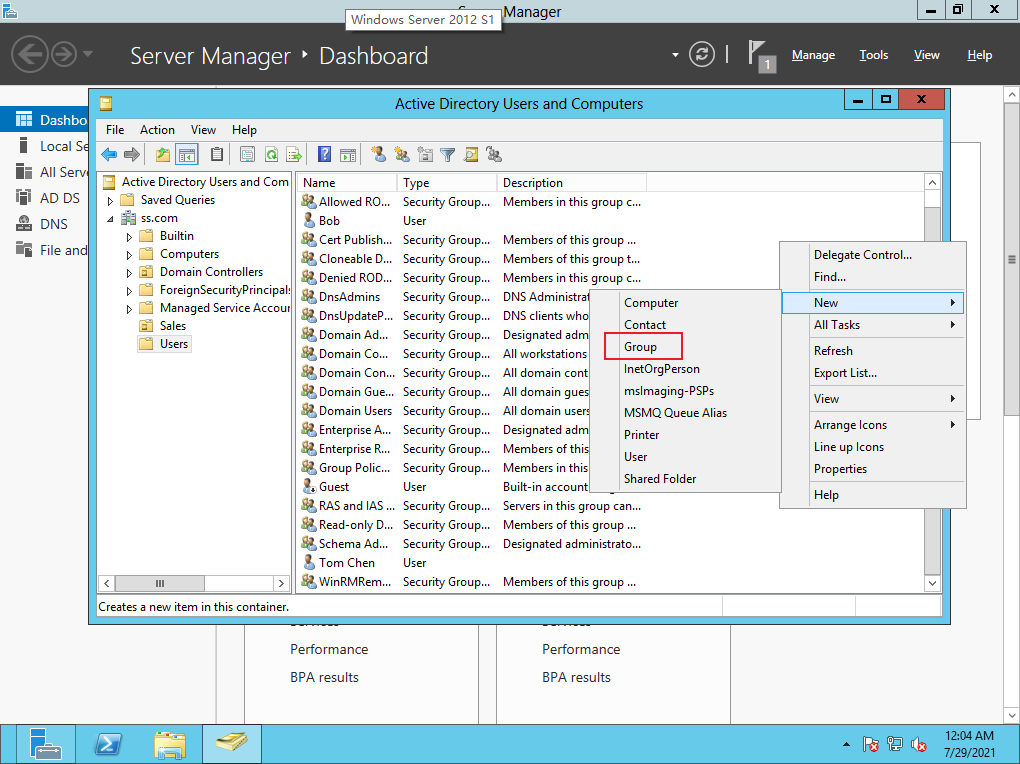 Windows Server 2012 S1
Manager
Server Manager ‣ Dashboard
1
Manage
Tools
View
Help
Dashbo
Local Se
All Serve
AD DS
DNS
File and
Active Directory Users and Computers
File Action View Help
Active Directory Users and Com
Saved Queries
ss.com
Builtin
Computers
Domain Controllers
ForeignSecurityPrincipals
Managed Service Accour
Sales
Users
Name Type Description
Allowed RO... Security Group... Members in this group c...
Bob User
Cert Publish... Security Group... Members of this group ...
Cloneable D... Security Group... Members of this group t...
Denied ROD... Security Group... Members in this group c...
DnsAdmins Security Group... DNS Administrat
DnsUpdateP... Security Group... DNS clients who
Domain Ad... Security Group... Designated adm
Domain Co... Security Group... All workstations
Domain Con... Security Group... All domain cont
Domain Gue... Security Group... All domain gues
Domain Users Security Group... All domain users
Enterprise A... Security Group... Designated adm
Enterprise R... Security Group... Members of this
Group Polic... Security Group... Members in this
Guest User Built-in account
RAS and IAS ... Security Group... Servers in this group can...
Read-only D... Security Group... Members of this group ...
Schema Ad... Security Group... Designated administrato...
Tom Chen User
WinRMRem... Security Group... Members of this group ...
Computer
Contact
Group
InetOrgPerson
msImaging-PSPs
MSMQ Queue Alias
Printer
User
Shared Folder
Delegate Control...
Find...
New
All Tasks
Refresh
Export List...
View
Arrange Icons
Line up Icons
Properties
Help
Creates a new item in this container.
Performance
BPA results
Performance
BPA results
12:04 AM
7/29/2021